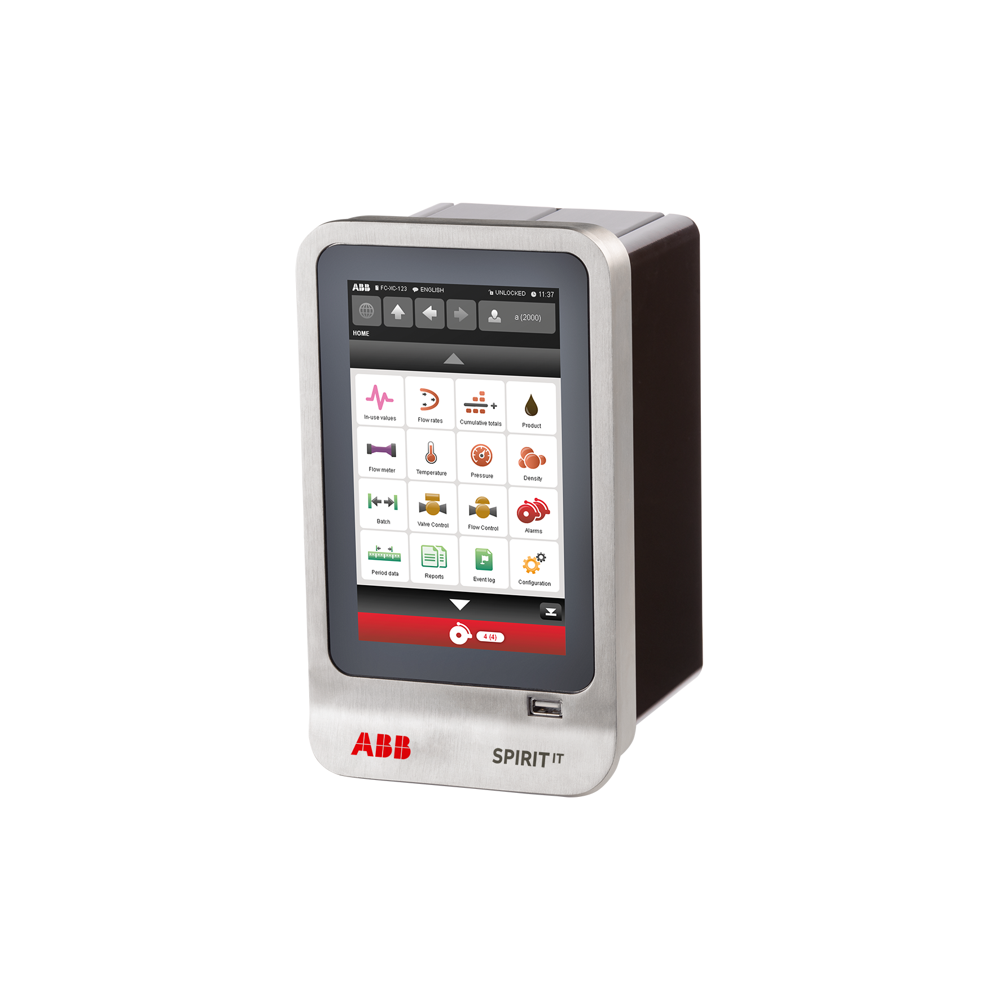 ABB FC-XC-123 ENGLISH UNLOCKED 11:37
a (2000)
HOME
In-use values Flow rates Cumulative totals Product
Flow meter Temperature Pressure Density
Batch Valve Control Flow Control Alarms
Period data Reports Event log Configuration
4 (4)
ABB SPIRIT IT